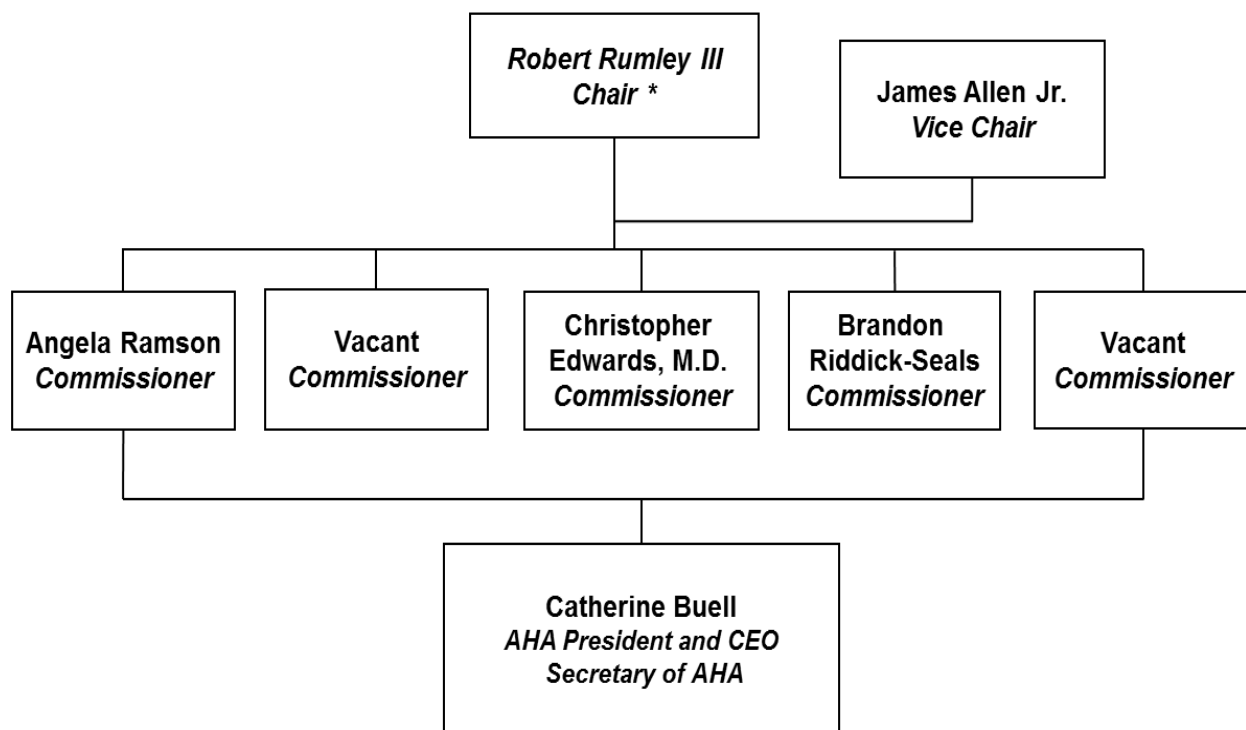 Robert Rumley III
Chair *
James Allen Jr.
Vice Chair
Angela Ramson
Commissioner
Vacant
Commissioner
Christopher
Edwards, M.D.
Commissioner
Brandon
Riddick-Seals
Commissioner
Vacant
Commissioner
Catherine Buell
AHA President and CEO
Secretary of AHA